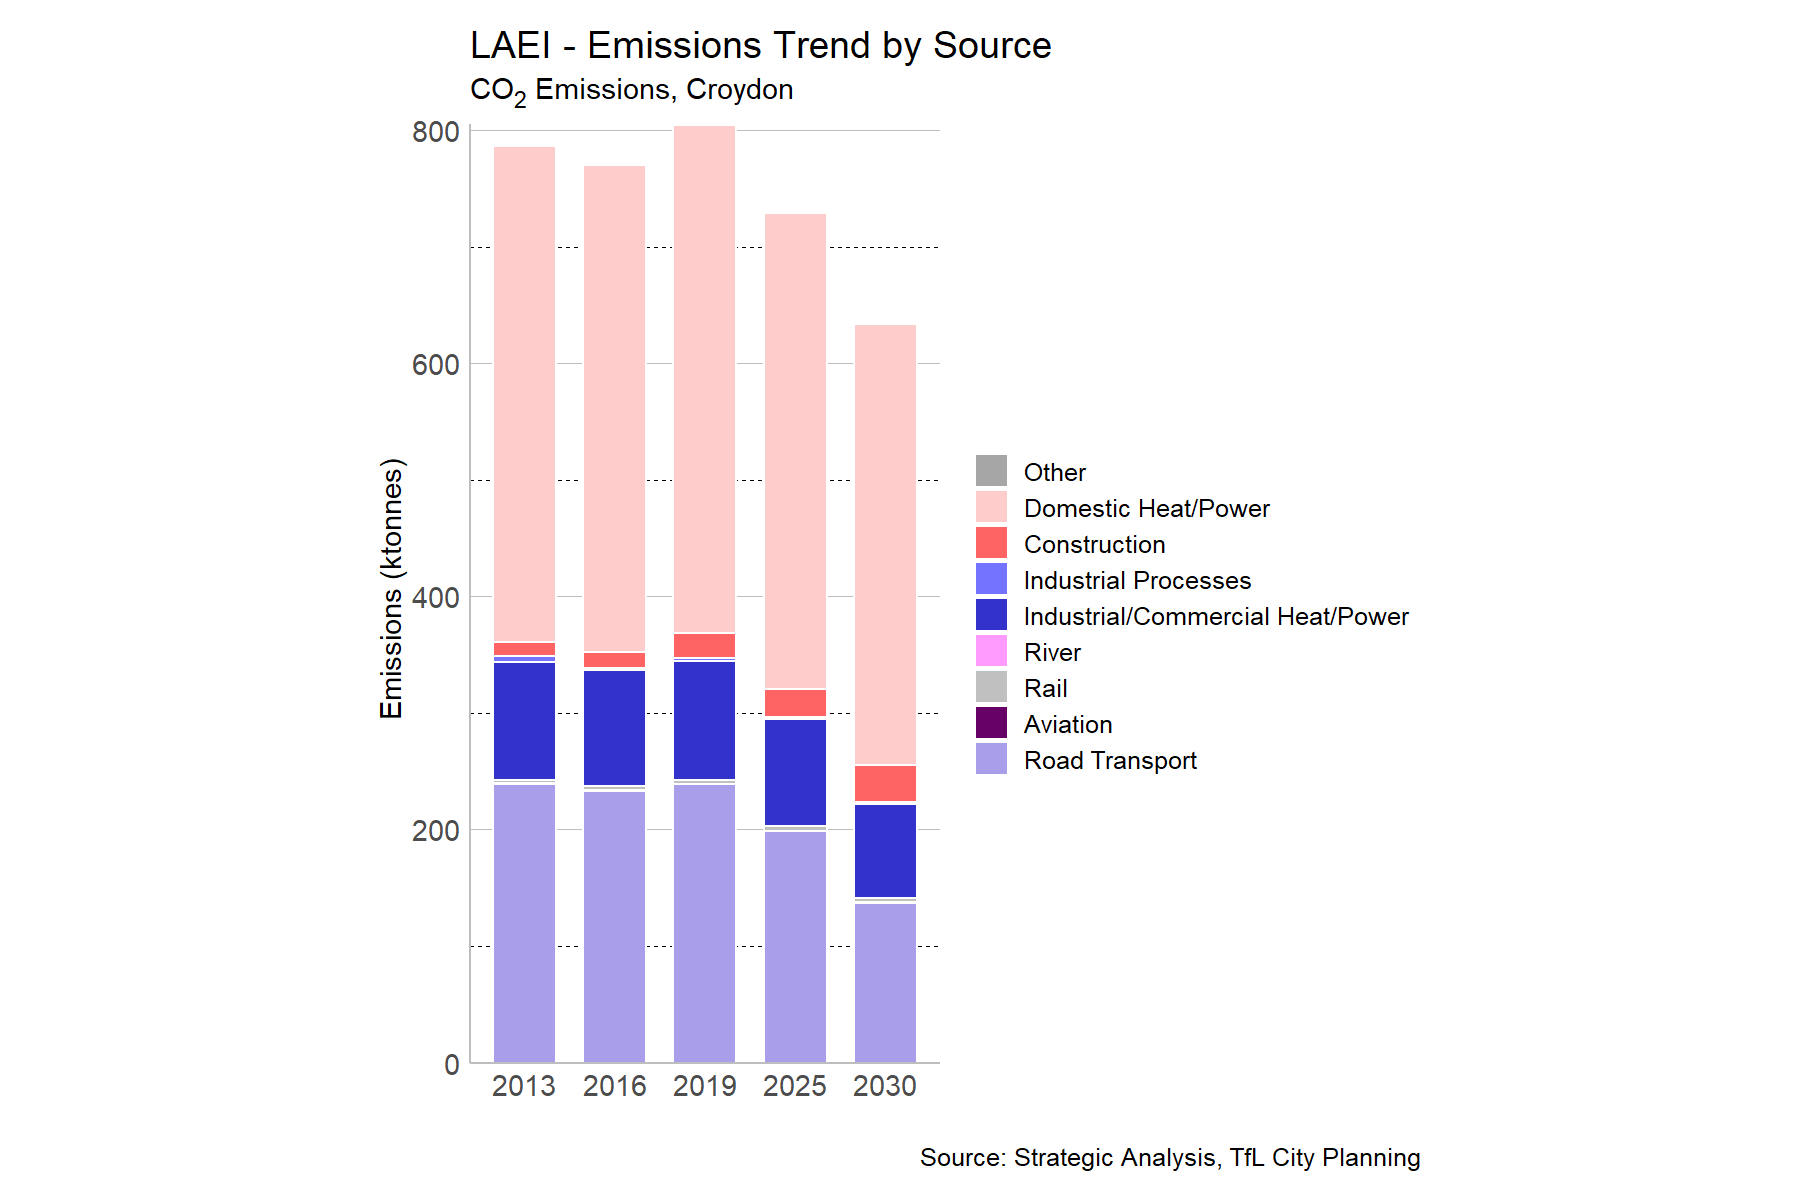 LAEI - Emissions Trend by Source
CO2 Emissions, Croydon
Emissions (ktonnes)
800
600
400
200
0
2013 2016 2019 2025 2030
Other
Domestic Heat/Power
Construction
Industrial Processes
Industrial/Commercial Heat/Power
River
Rail
Aviation
Road Transport
Source: Strategic Analysis, TfL City Planning